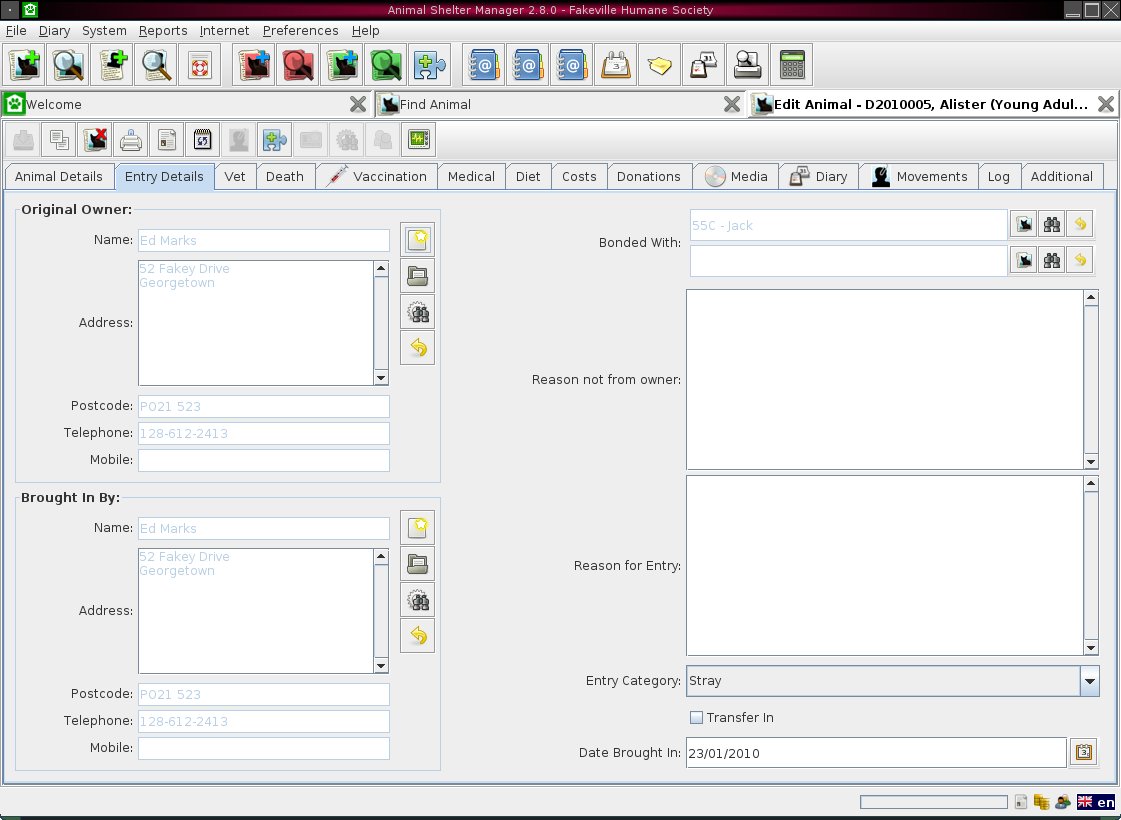 Animal Shelter Manager 2.8.0 - Fakeville Humane Society
File Diary System Reports Internet Preferences Help
Welcome
Find Animal
Edit Animal - D2010005, Alister (Young Adul...
Animal Details Entry Details Vet Death Vaccination Medical Diet Costs Donations Media Diary Movements Log Additional
Original Owner:
Name: Ed Marks
Address: 52 Fakey Drive
Georgetown
Postcode: PO21 523
Telephone: 128-612-2413
Mobile:
Brought In By:
Name: Ed Marks
Address: 52 Fakey Drive
Georgetown
Postcode: PO21 523
Telephone: 128-612-2413
Mobile:
Bonded With: 55C - Jack
Reason not from owner:
Reason for Entry:
Entry Category: Stray
Transfer In
Date Brought In: 23/01/2010
en